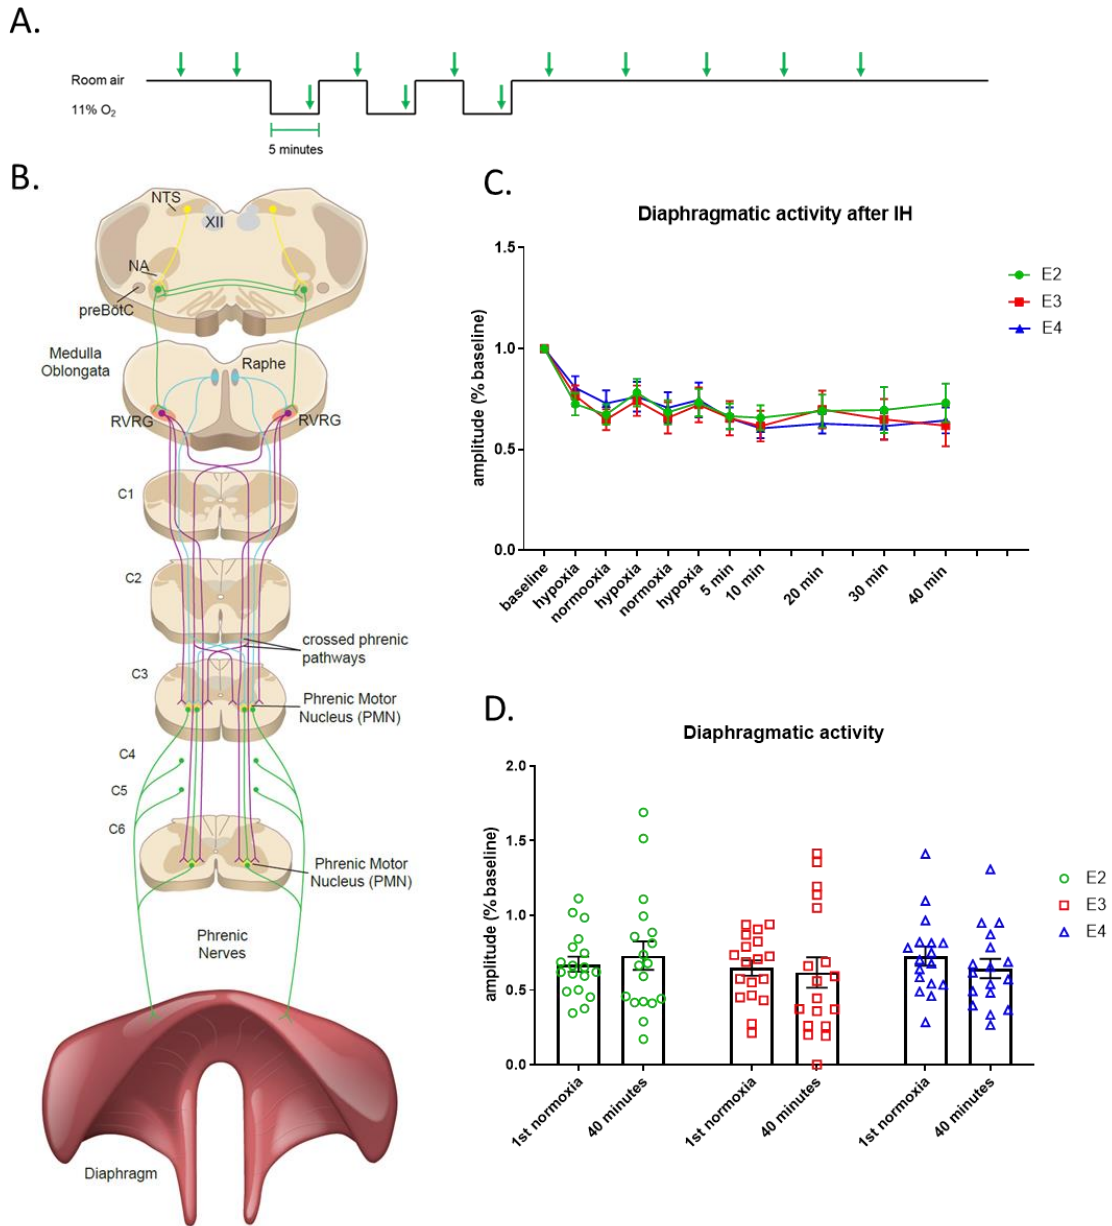 A.
Room air
11% O₂
5 minutes
B.
NTS
XII
NA
preBotC
Medulla
Oblongata
Raphe
RVRG
RVRG
C1
C2
crossed phrenic
pathways
C3
Phrenic Motor
Nucleus (PMN)
C4
C5
C6
Phrenic Motor
Nucleus (PMN)
Phrenic
Nerves
Diaphragm
C.
Diaphragmatic activity after IH
amplitude (% baseline)
1.5
1.0
0.5
0.0
baseline
hypoxia
normooxia
hypoxia
normoxia
hypoxia
5 min
10 min
20 min
30 min
40 min
E2
E3
E4
D.
Diaphragmatic activity
amplitude (% baseline)
2.0
1.5
1.0
0.5
0.0
1st normoxia
40 minutes
1st normoxia
40 minutes
1st normoxia
40 minutes
E2
E3
E4